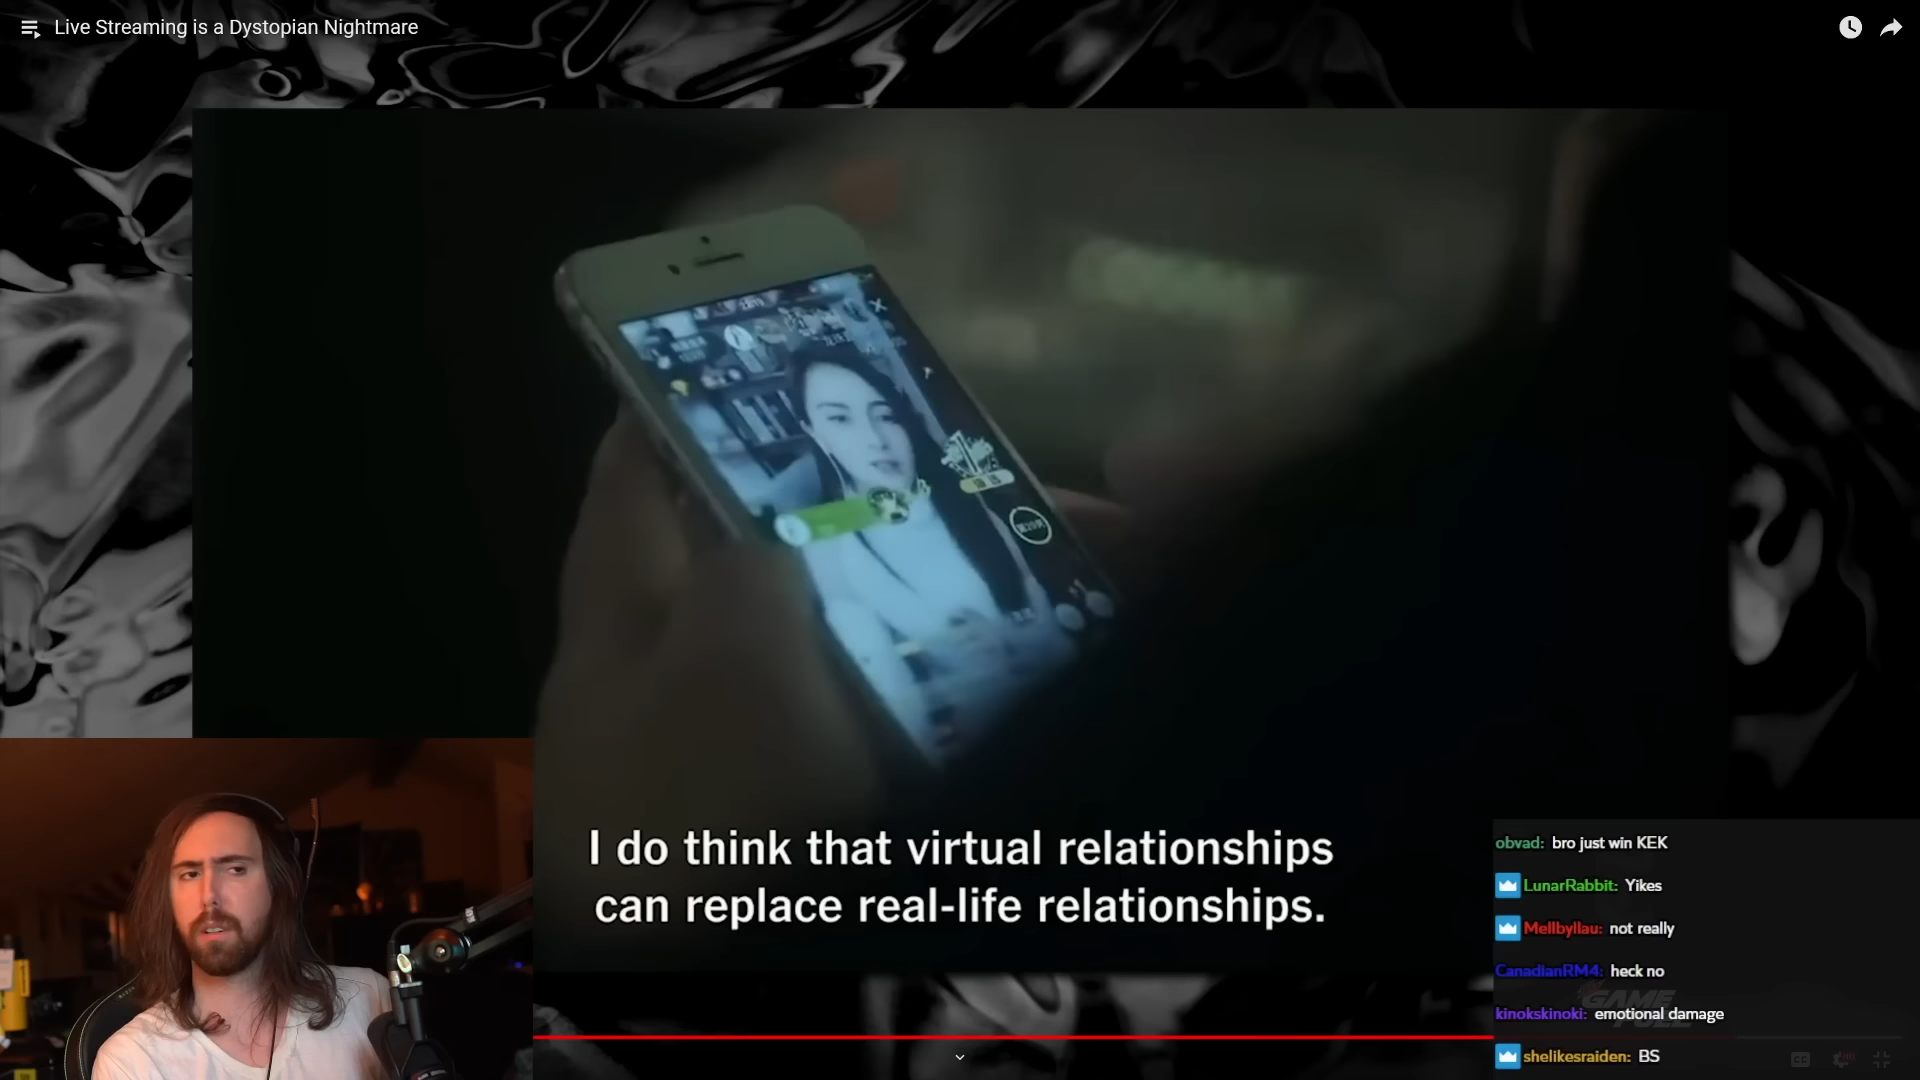 Live Streaming is a Dystopian Nightmare
I do think that virtual relationships
can replace real-life relationships.
obvad: bro just win KEK
LunarRabbit: Yikes
Mellbyllau: not really
CanadianRM4: heck no
GAME
kinokskinoki: emotional damage
shelikesraiden: BS